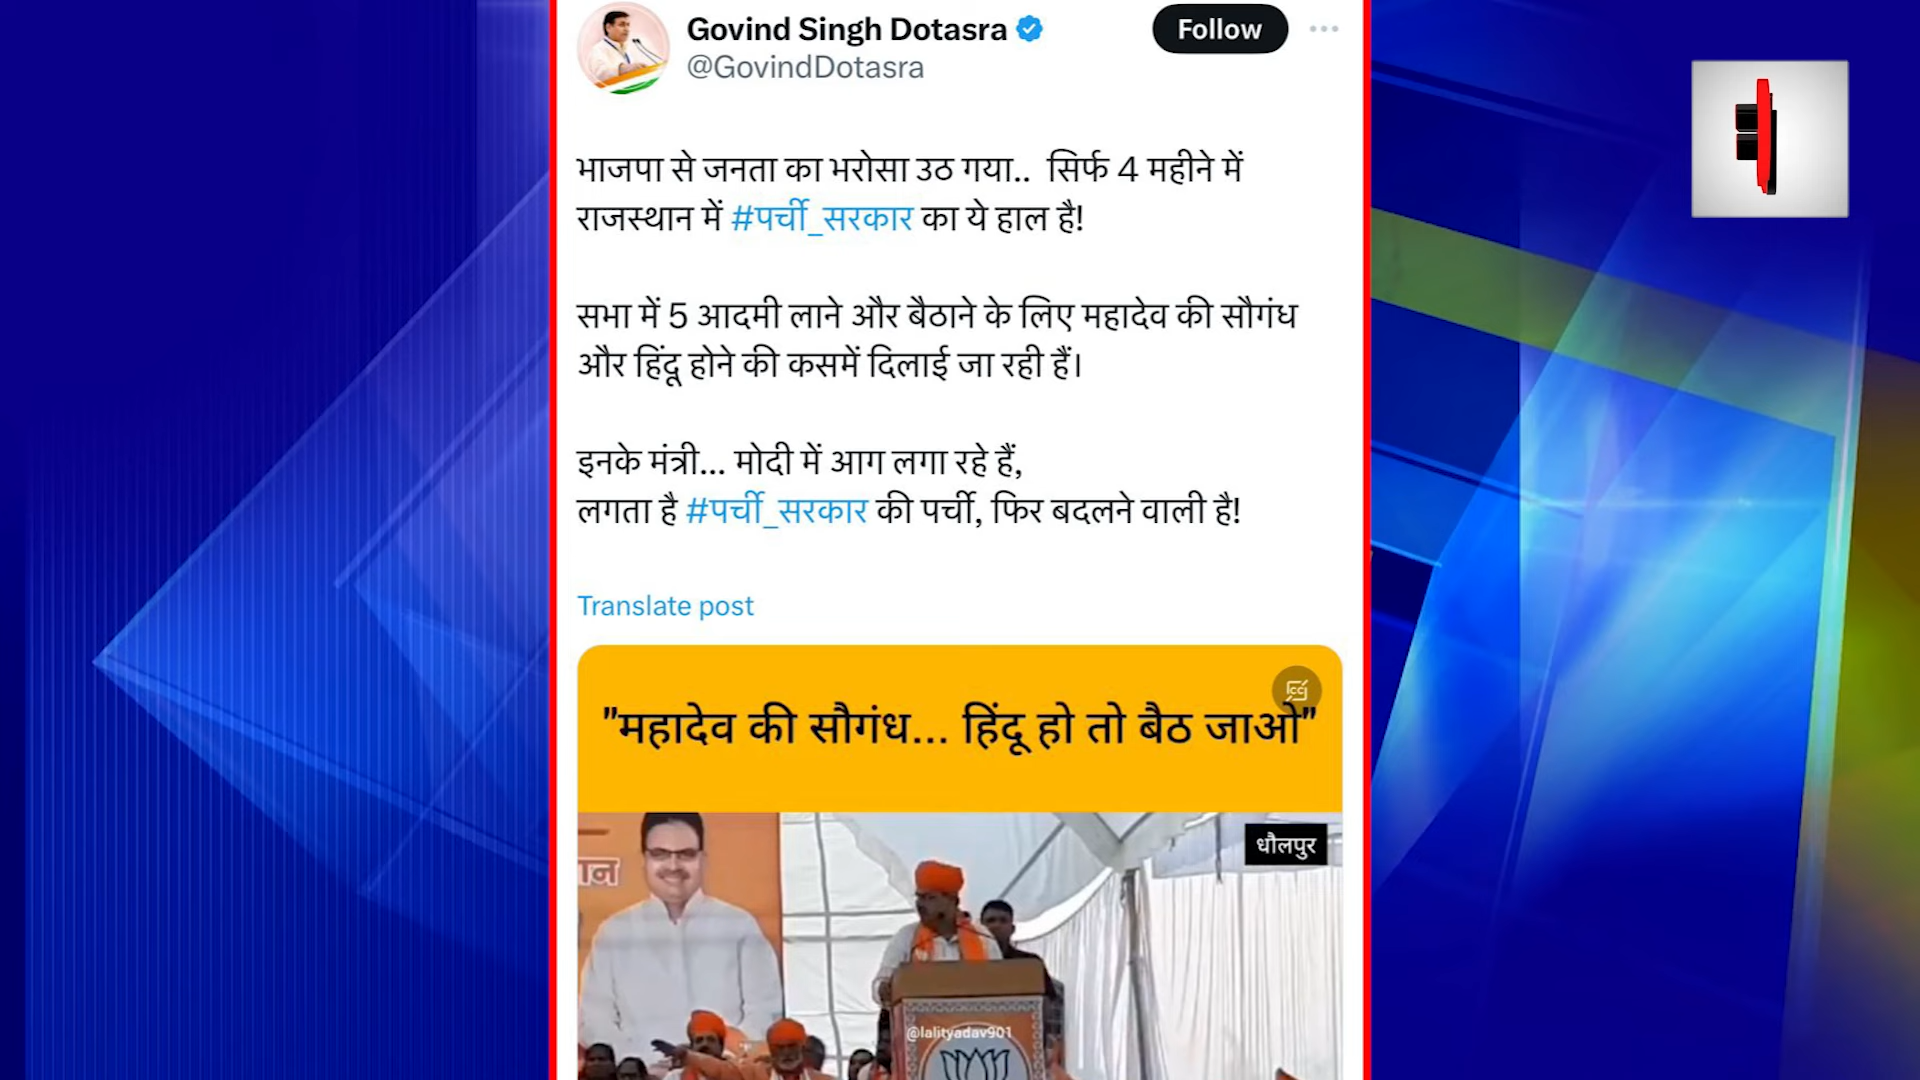 Govind Singh Dotasra
Follow
@GovindDotasra
भाजपा से जनता का भरोसा उठ गया.. सिर्फ 4 महीने में
राजस्थान में #पर्ची_सरकार का ये हाल है!
सभा में 5 आदमी लाने और बैठाने के लिए महादेव की सौगंध
और हिंदू होने की कसमें दिलाई जा रही हैं।
इनके मंत्री... मोदी में आग लगा रहे हैं,
लगता है #पर्ची_सरकार की पर्ची, फिर बदलने वाली है!
Translate post
"महादेव की सौगंध... हिंदू हो तो बैठ जाओ"
धौलपुर
@lalityadav901